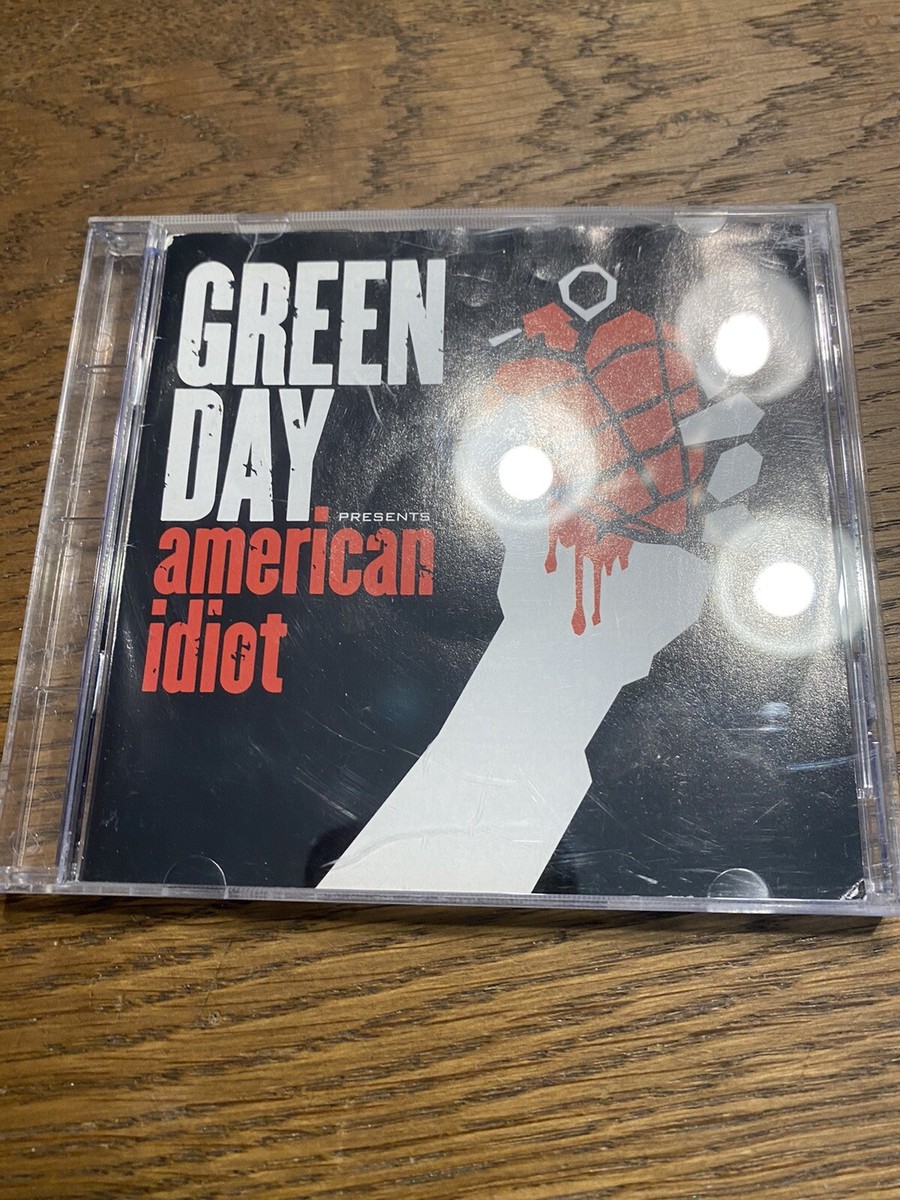 GREEN
DAY
PRESENTS
american
idiot